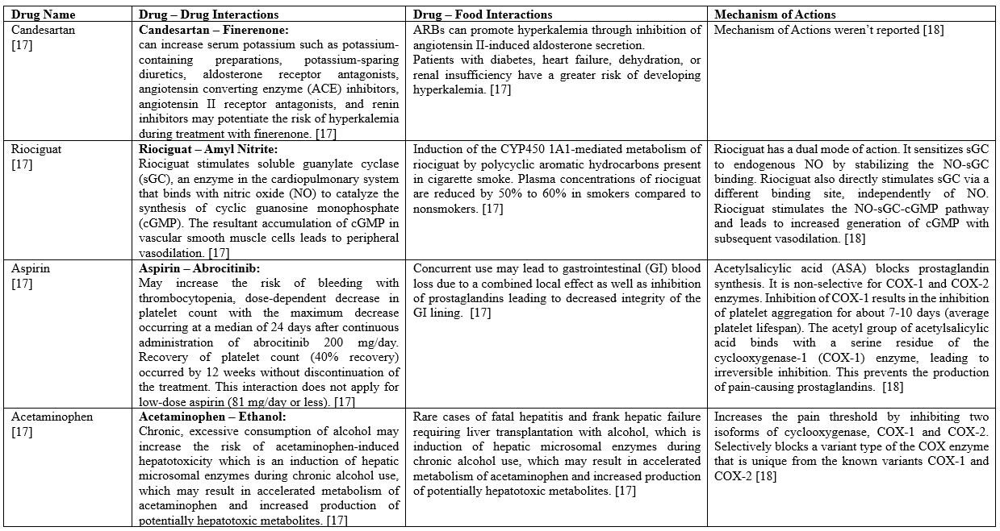 Drug Name
Drug – Drug Interactions
Drug – Food Interactions
Mechanism of Actions
Candesartan
[17]
Candesartan – Finerenone:
can increase serum potassium such as potassium-
containing preparations, potassium-sparing
diuretics, aldosterone receptor antagonists,
angiotensin converting enzyme (ACE) inhibitors,
angiotensin II receptor antagonists, and renin
inhibitors may potentiate the risk of hyperkalemia
during treatment with finerenone. [17]
ARBs can promote hyperkalemia through inhibition of
angiotensin II-induced aldosterone secretion.
Patients with diabetes, heart failure, dehydration, or
renal insufficiency have a greater risk of developing
hyperkalemia. [17]
Mechanism of Actions weren’t reported [18]
Riociguat
[17]
Riociguat – Amyl Nitrite:
Riociguat stimulates soluble guanylate cyclase
(sGC), an enzyme in the cardiopulmonary system
that binds with nitric oxide (NO) to catalyze the
synthesis of cyclic guanosine monophosphate
(cGMP). The resultant accumulation of cGMP in
vascular smooth muscle cells leads to peripheral
vasodilation. [17]
Induction of the CYP450 1A1-mediated metabolism of
riociguat by polycyclic aromatic hydrocarbons present
in cigarette smoke. Plasma concentrations of riociguat
are reduced by 50% to 60% in smokers compared to
nonsmokers. [17]
Riociguat has a dual mode of action. It sensitizes sGC
to endogenous NO by stabilizing the NO-sGC
binding. Riociguat also directly stimulates sGC via a
different binding site, independently of NO.
Riociguat stimulates the NO-sGC-cGMP pathway
and leads to increased generation of cGMP with
subsequent vasodilation. [18]
Aspirin
[17]
Aspirin – Abrocitinib:
May increase the risk of bleeding with
thrombocytopenia, dose-dependent decrease in
platelet count with the maximum decrease
occurring at a median of 24 days after continuous
administration of abrocitinib 200 mg/day.
Recovery of platelet count (40% recovery)
occurred by 12 weeks without discontinuation of
the treatment. This interaction does not apply for
low-dose aspirin (81 mg/day or less). [17]
Concurrent use may lead to gastrointestinal (GI) blood
loss due to a combined local effect as well as inhibition
of prostaglandins leading to decreased integrity of the
GI lining. [17]
Acetylsalicylic acid (ASA) blocks prostaglandin
synthesis. It is non-selective for COX-1 and COX-2
enzymes. Inhibition of COX-1 results in the inhibition
of platelet aggregation for about 7-10 days (average
platelet lifespan). The acetyl group of acetylsalicylic
acid binds with a serine residue of the
cyclooxygenase-1 (COX-1) enzyme, leading to
irreversible inhibition. This prevents the production
of pain-causing prostaglandins. [18]
Acetaminophen
[17]
Acetaminophen – Ethanol:
Chronic, excessive consumption of alcohol may
increase the risk of acetaminophen-induced
hepatotoxicity which is an induction of hepatic
microsomal enzymes during chronic alcohol use,
which may result in accelerated metabolism of
acetaminophen and increased production of
potentially hepatotoxic metabolites. [17]
Rare cases of fatal hepatitis and frank hepatic failure
requiring liver transplantation with alcohol, which is
induction of hepatic microsomal enzymes during
chronic alcohol use, which may result in accelerated
metabolism of acetaminophen and increased production
of potentially hepatotoxic metabolites. [17]
Increases the pain threshold by inhibiting two
isoforms of cyclooxygenase, COX-1 and COX-2.
Selectively blocks a variant type of the COX enzyme
that is unique from the known variants COX-1 and
COX-2 [18]